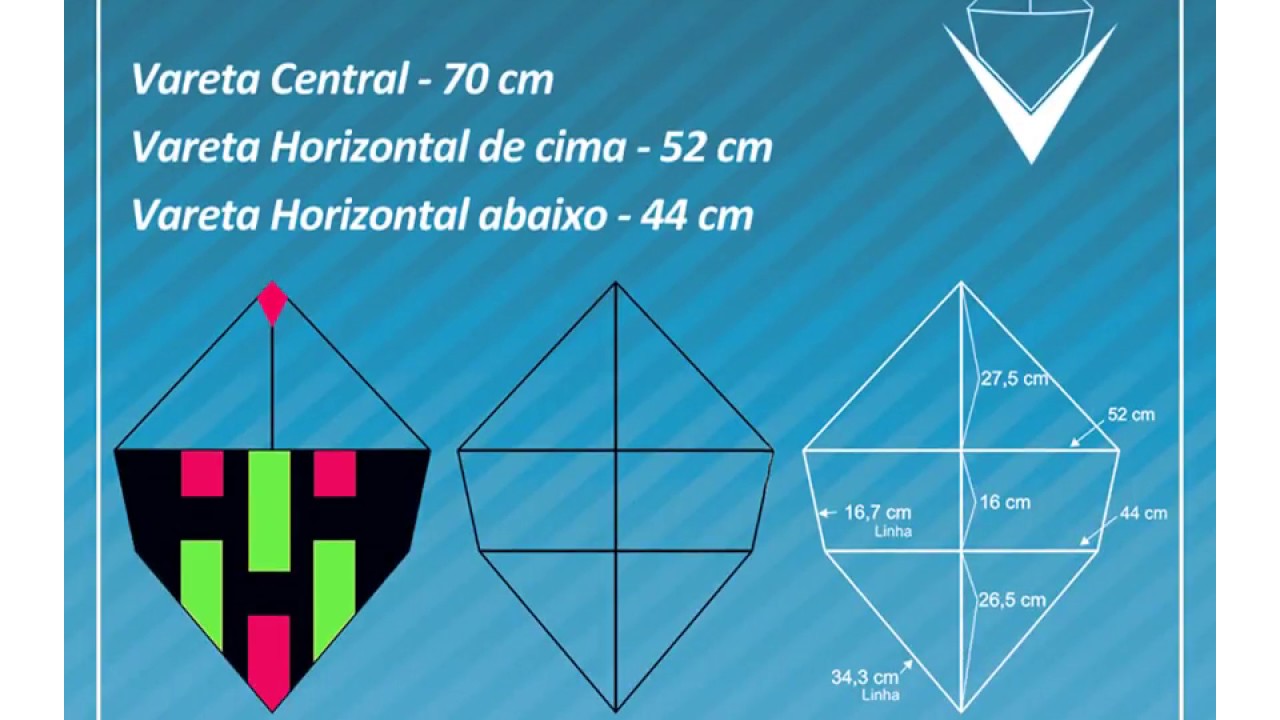 Vareta Central - 70 cm
Vareta Horizontal de cima - 52 cm
Vareta Horizontal abaixo - 44 cm
27,5 cm
52 cm
16 cm
16,7 cm
Linha
44 cm
26,5 cm
34,3 cm
Linha